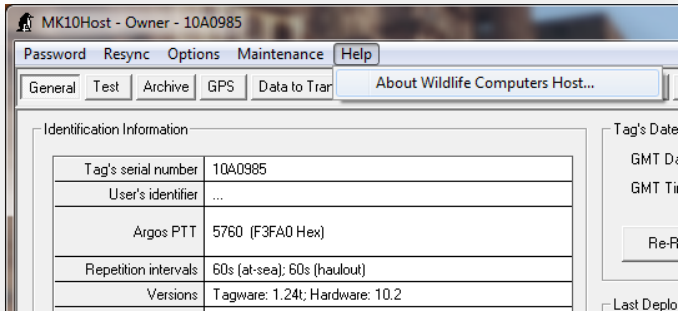 MK10Host - Owner - 10A0985
Password Resync Options Maintenance Help
General Test Archive GPS Data to Tran
About Wildlife Computers Host...
Identification Information
Tag's serial number 10A0985
User's identifier ...
Argos PTT 5760 (F3FA0 Hex)
Repetition intervals 60s (at-sea); 60s (haulout)
Versions Tagware: 1.24t; Hardware: 10.2
Tag's Date
GMT Da
GMT Ti
Re-R
Last Deplo